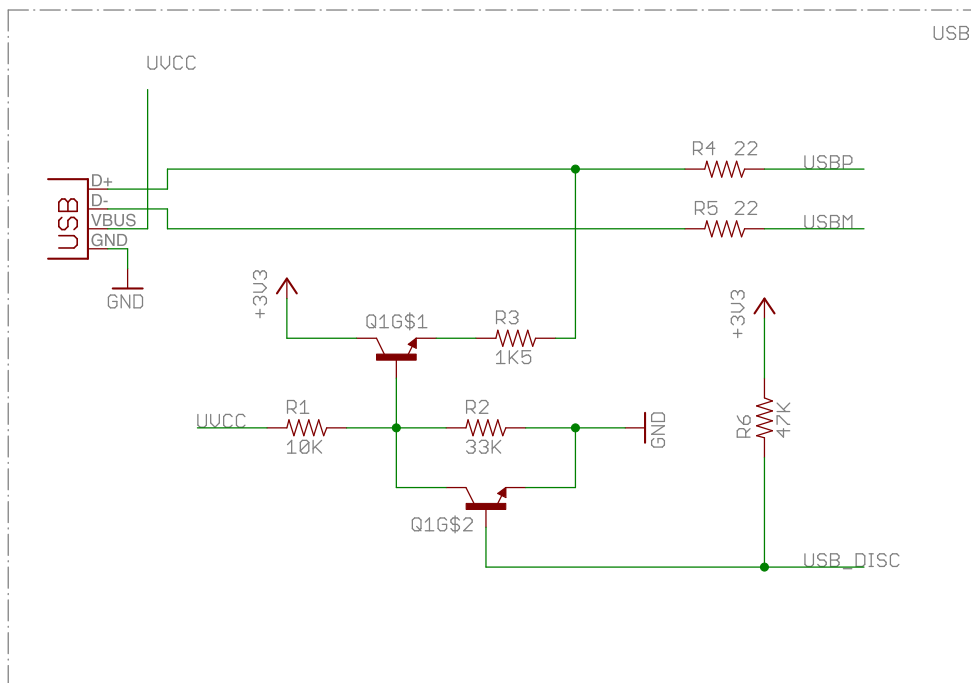 USB
UVCC
R4 22
USBP
D+
D-
VBUS
GND
USB
R5 22
USBM
GND
+3V3
+3V3
Q1G$1
R3
1K5
UVCC
R1
10K
R2
33K
GND
R6
47K
Q1G$2
USB_DISC